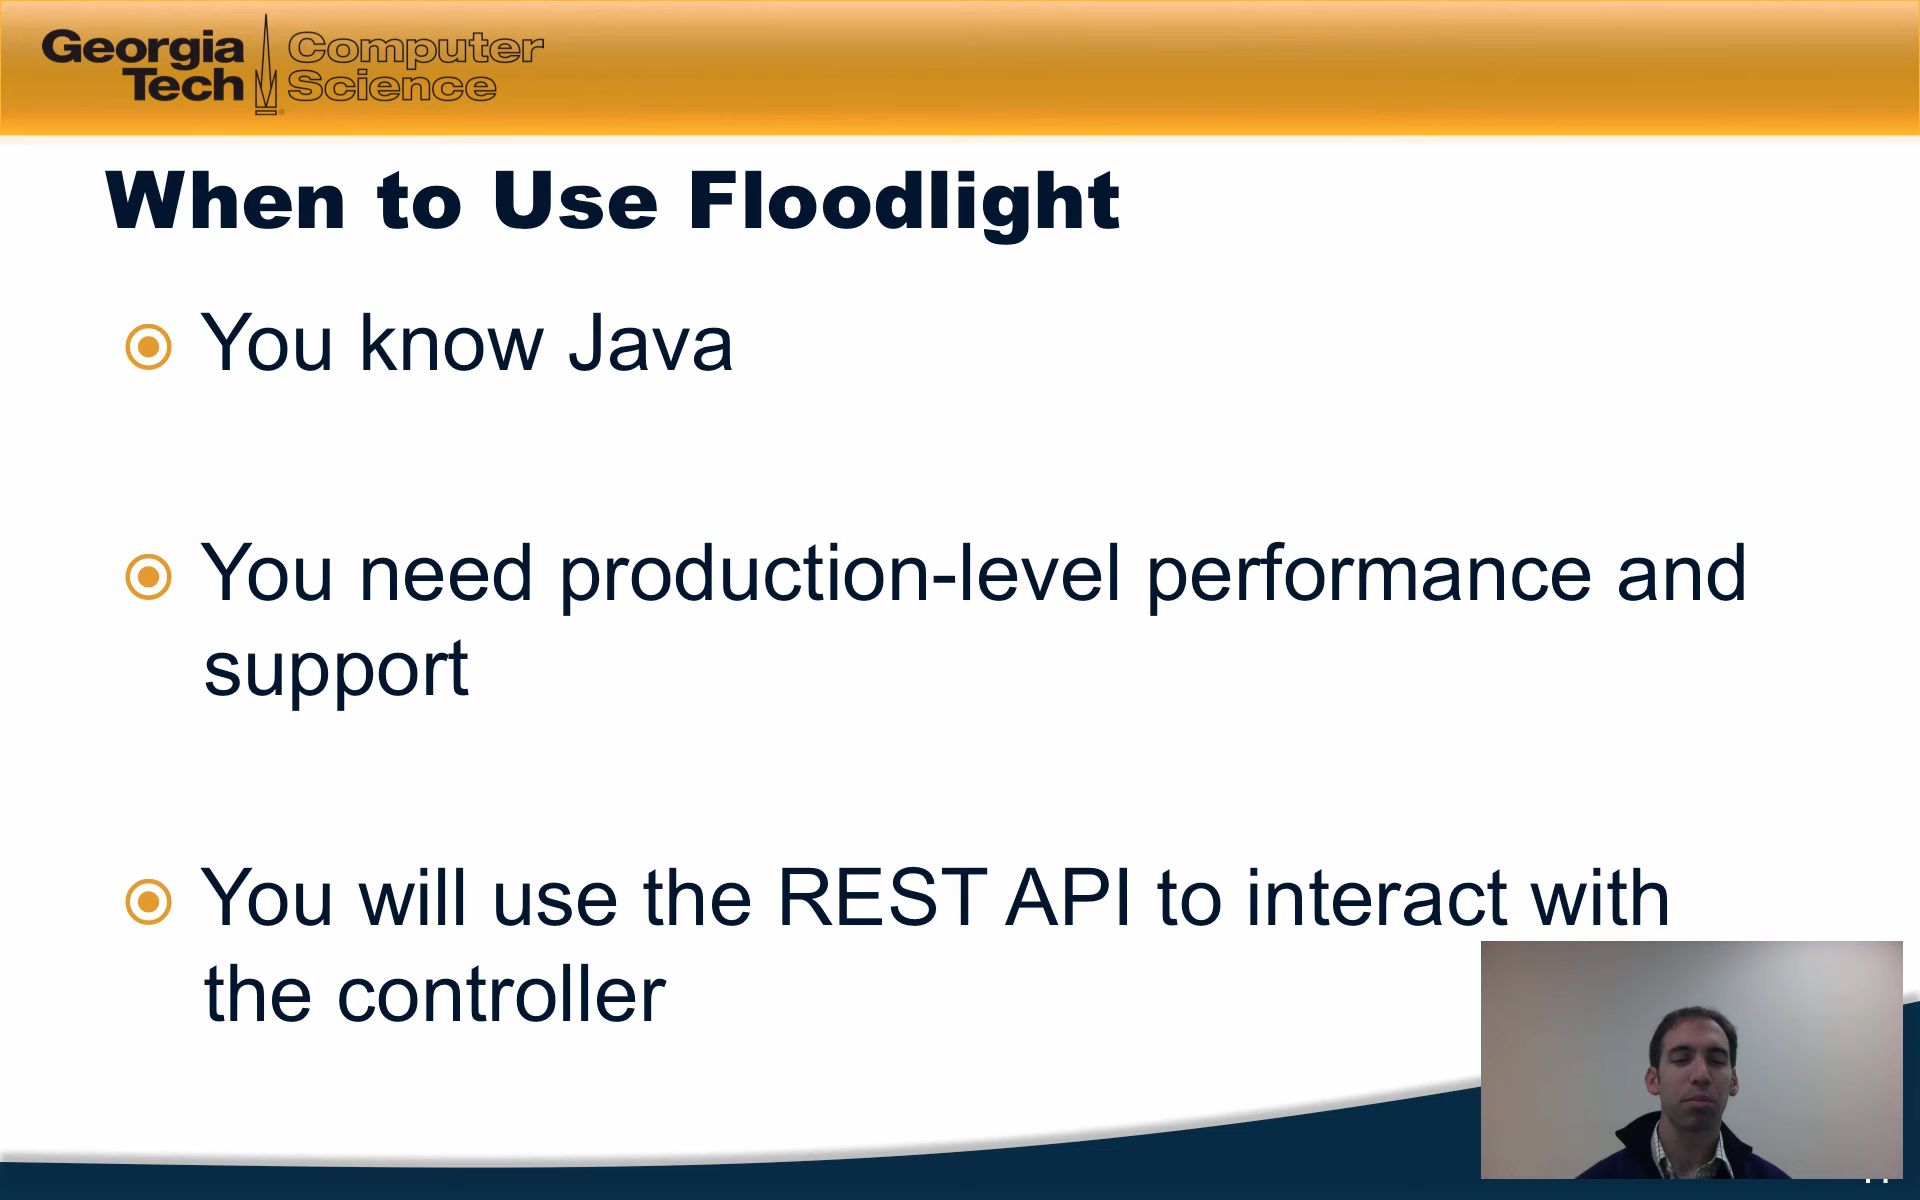 Georgia Tech Computer Science
When to Use Floodlight
You know Java
You need production-level performance and
support
You will use the REST API to interact with
the controller